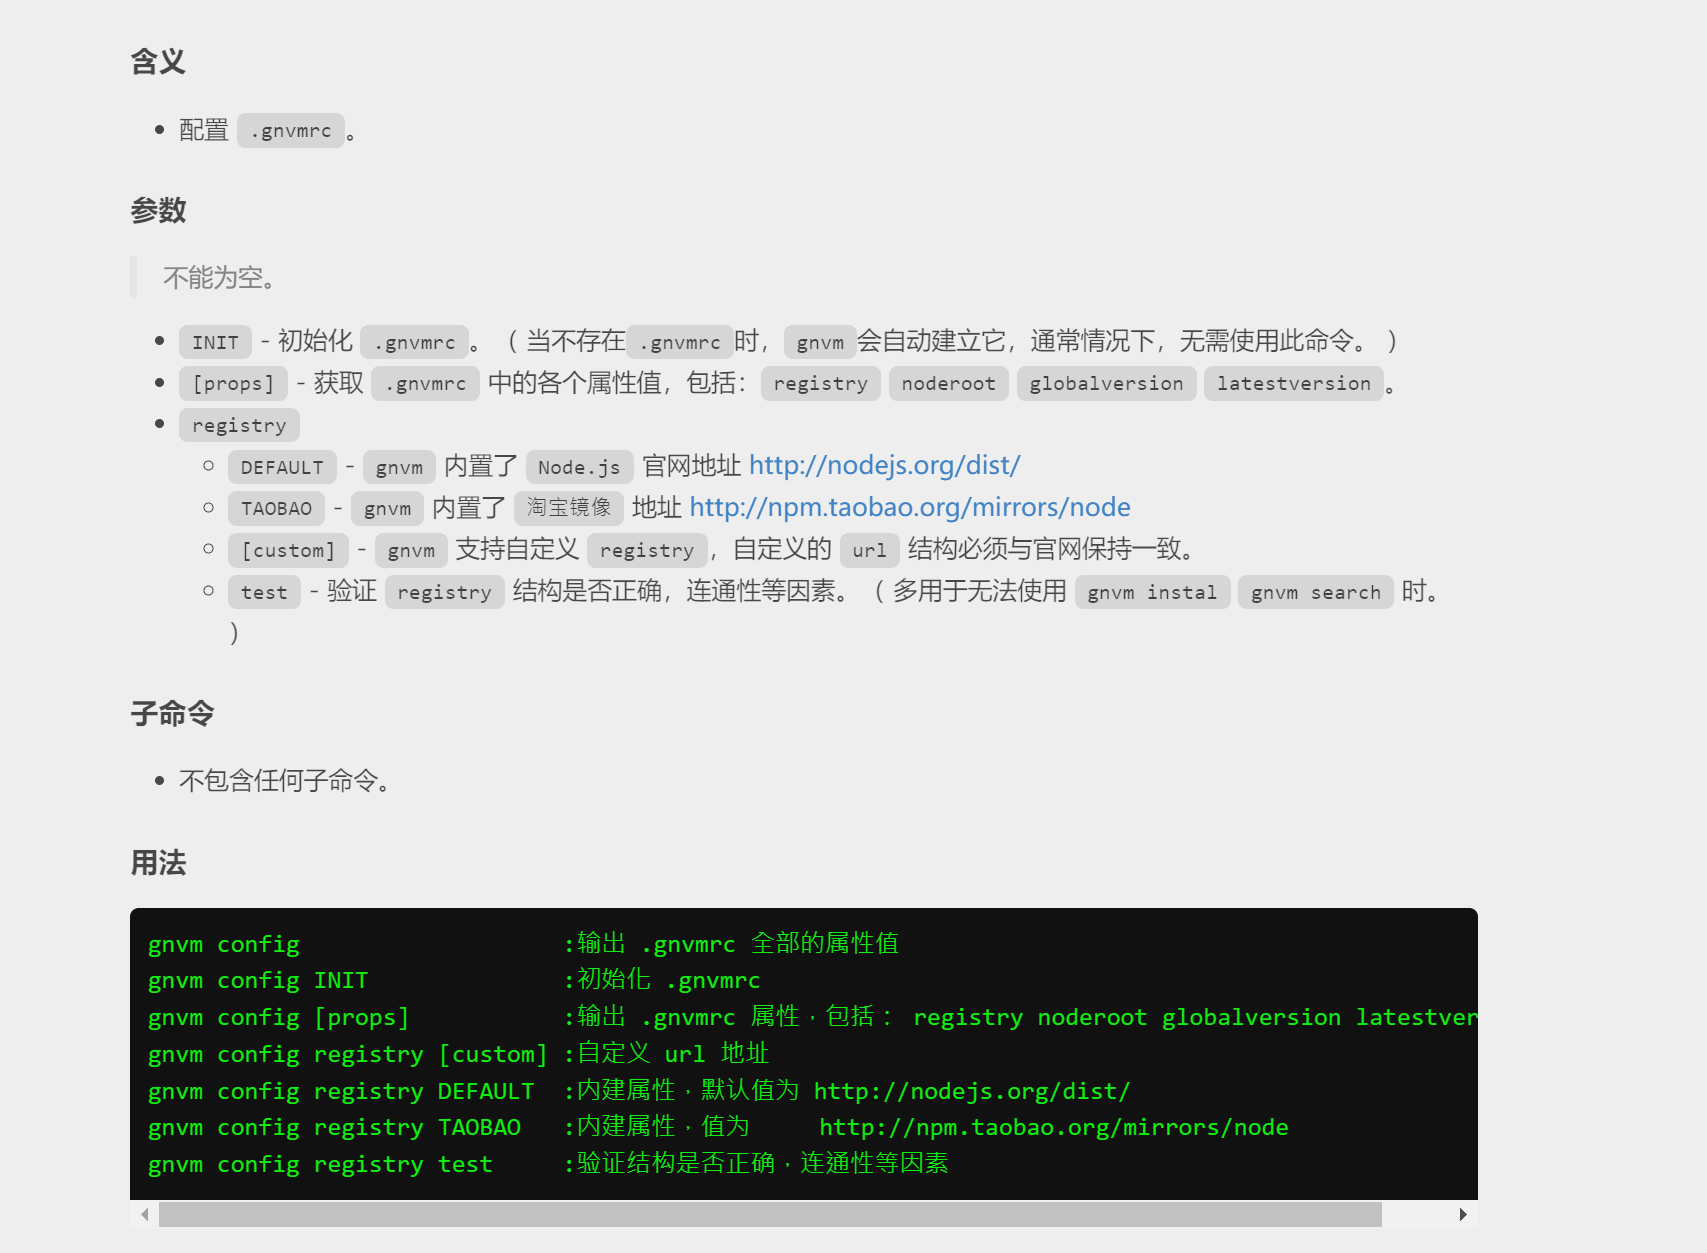 含义
配置 .gnvmrc。
参数
不能为空。
INIT - 初始化 .gnvmrc。（ 当不存在 .gnvmrc时，gnvm会自动建立它，通常情况下，无需使用此命令。 ）
[props] - 获取 .gnvmrc 中的各个属性值，包括：registry noderoot globalversion latestversion。
registry
DEFAULT - gnvm 内置了 Node.js 官网地址 http://nodejs.org/dist/
TAOBAO - gnvm 内置了 淘宝镜像 地址 http://npm.taobao.org/mirrors/node
[custom] - gnvm 支持自定义 registry，自定义的 url 结构必须与官网保持一致。
test - 验证 registry 结构是否正确，连通性等因素。（ 多用于无法使用 gnvm instal gnvm search 时。
）
子命令
不包含任何子命令。
用法
gnvm config                   :输出 .gnvmrc 全部的属性值
gnvm config INIT              :初始化 .gnvmrc
gnvm config [props]           :输出 .gnvmrc 属性，包括： registry noderoot globalversion latestver
gnvm config registry [custom] :自定义 url 地址
gnvm config registry DEFAULT  :内建属性，默认值为 http://nodejs.org/dist/
gnvm config registry TAOBAO   :内建属性，值为     http://npm.taobao.org/mirrors/node
gnvm config registry test     :验证结构是否正确，连通性等因素